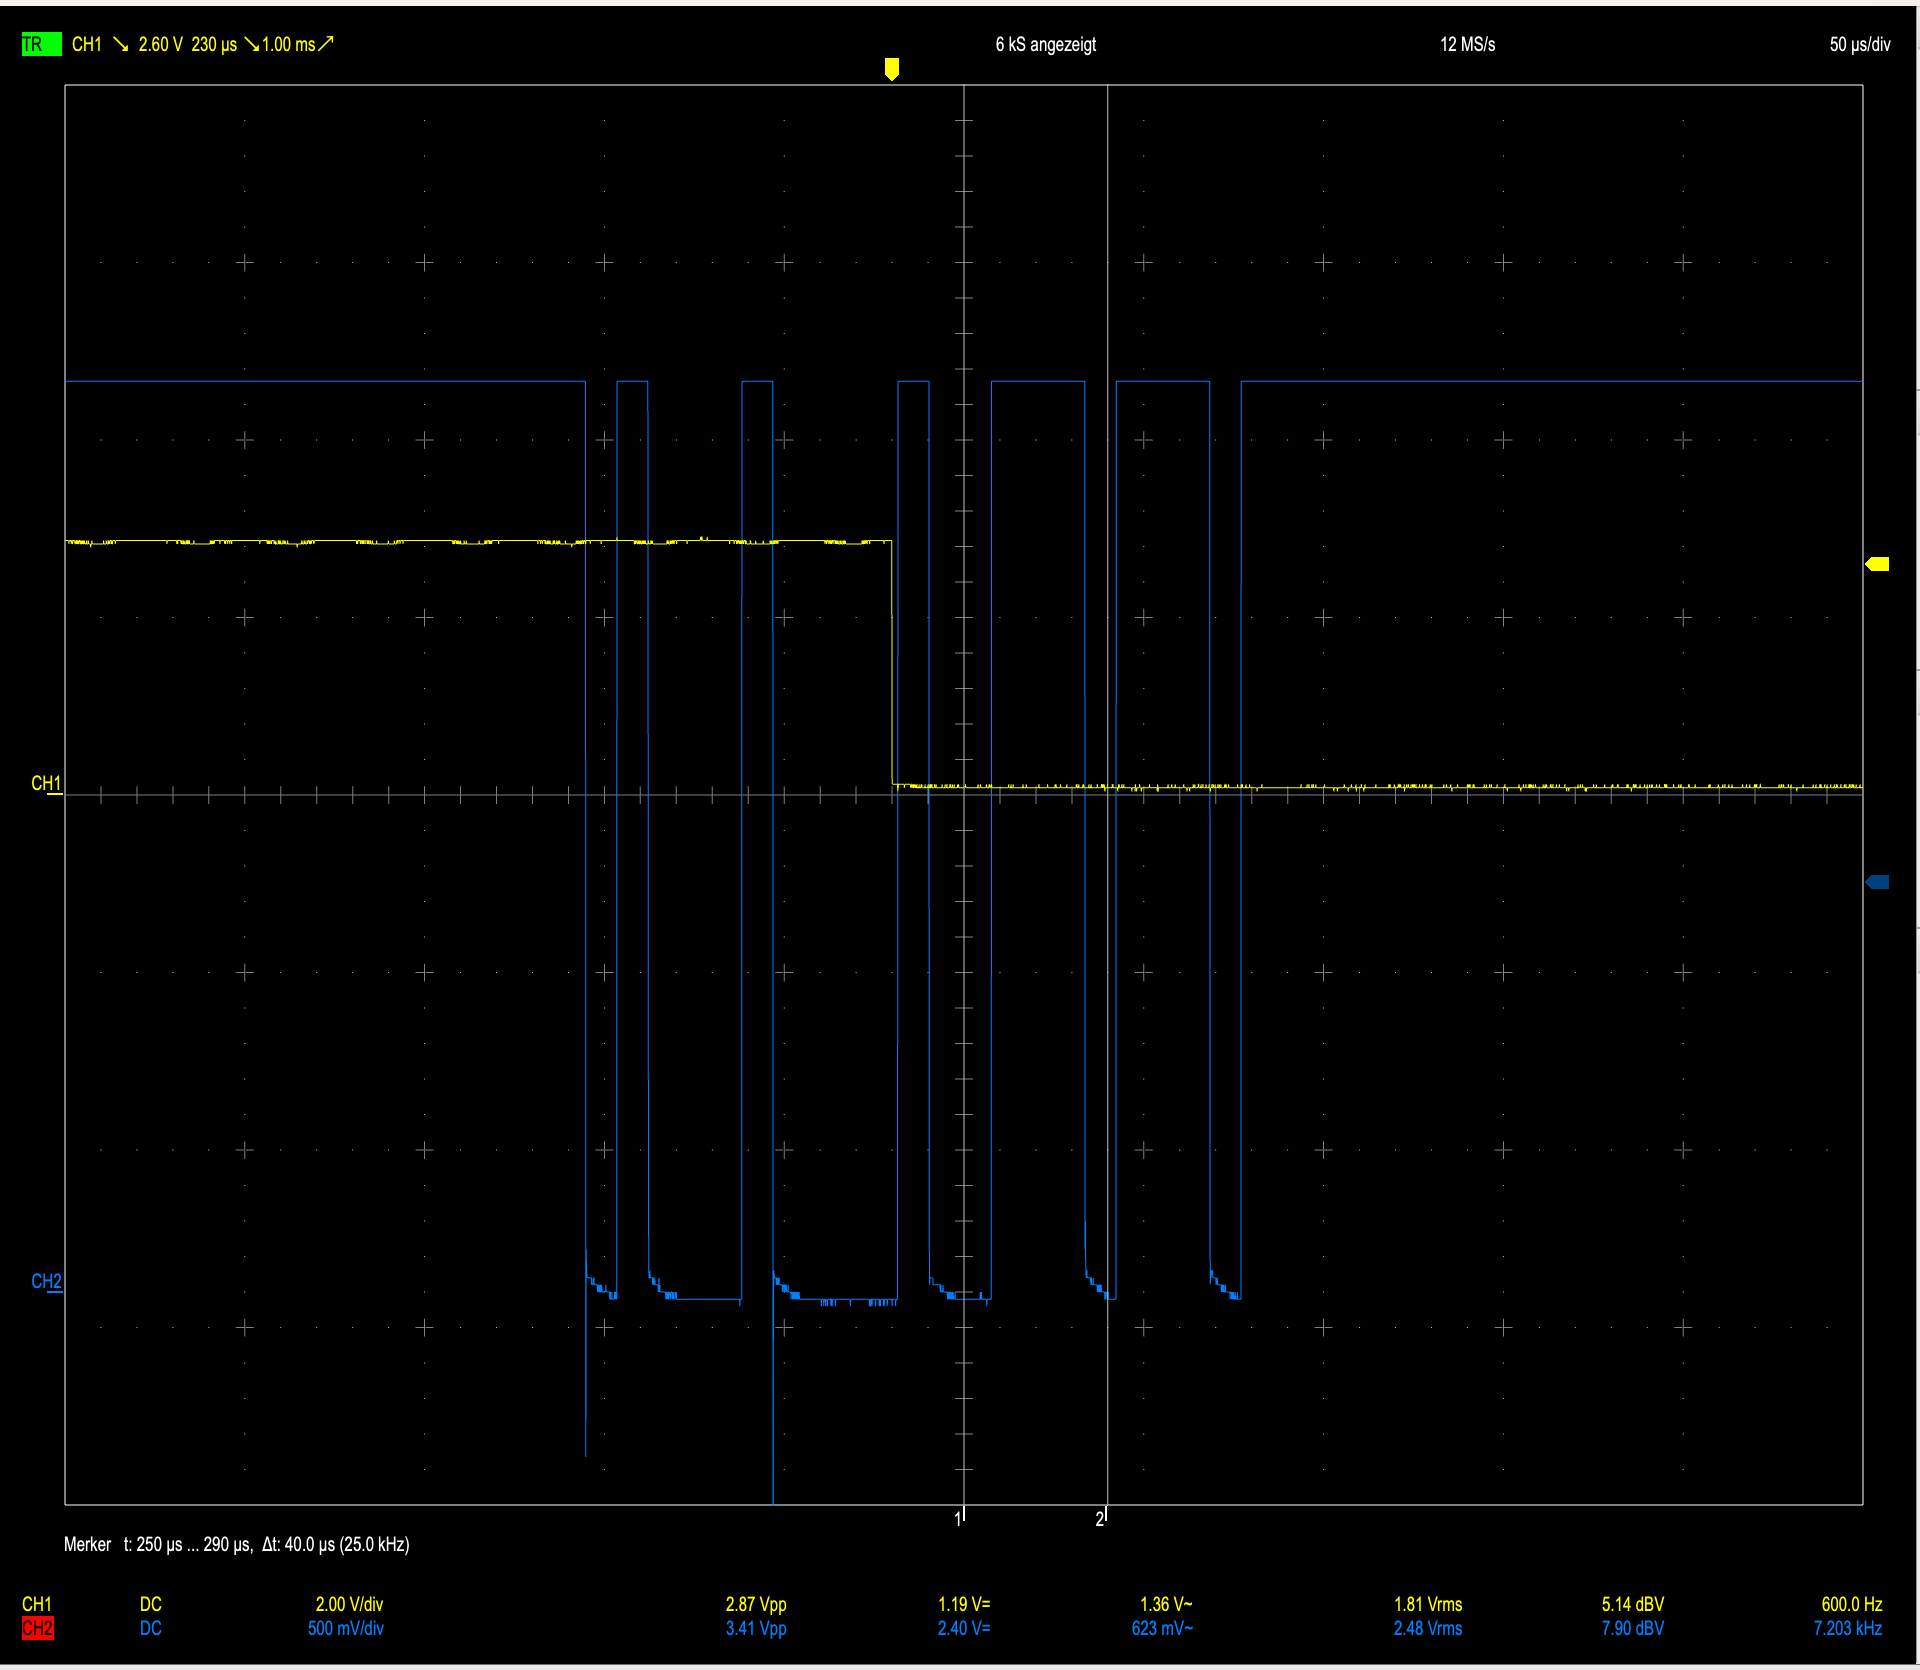 TR CH1 ↘ 2.60 V 230 µs ↘1.00 ms↗ 6 kS angezeigt 12 MS/s 50 µs/div
CH1
CH2
1 2
Merker t: 250 µs ... 290 µs, Δt: 40.0 µs (25.0 kHz)
CH1 DC 2.00 V/div 2.87 Vpp 1.19 V= 1.36 V~ 1.81 Vrms 5.14 dBV 600.0 Hz
CH2 DC 500 mV/div 3.41 Vpp 2.40 V= 623 mV~ 2.48 Vrms 7.90 dBV 7.203 kHz